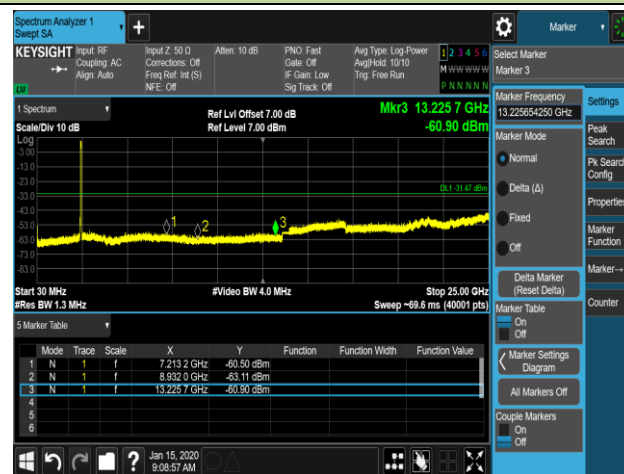 Spectrum Analyzer 1
Swept SA
Marker
KEYSIGHT
Input: RF
Coupling: AC
Align: Auto
Input Z: 50 Ω
Corrections: Off
Freq Ref: Int (S)
NFE: Off
Atten: 10 dB
PNO: Fast
Gate: Off
IF Gain: Low
Sig Track: Off
Avg Type: Log-Power
Avg|Hold: 10/10
Trig: Free Run
1 2 3 4 5 6
M W W W W W
P N N N N N
LXI
Select Marker
Marker 3
1 Spectrum
Scale/Div 10 dB
Ref Lvl Offset 7.00 dB
Ref Level 7.00 dBm
Mkr3 13.225 7 GHz
-60.90 dBm
Log
-3.00
-13.0
-23.0
-33.0
-43.0
-53.0
-63.0
-73.0
-83.0
DL1 -31.47 dBm
1
2
3
Start 30 MHz
#Res BW 1.3 MHz
#Video BW 4.0 MHz
Stop 25.00 GHz
Sweep ~69.6 ms (40001 pts)
5 Marker Table
Mode Trace Scale X Y Function Function Width Function Value
1 N 1 f 7.213 2 GHz -60.50 dBm
2 N 1 f 8.932 0 GHz -63.11 dBm
3 N 1 f 13.225 7 GHz -60.90 dBm
4
5
6
?
Jan 15, 2020
9:08:57 AM
Marker Frequency
13.225654250 GHz
Marker Mode
Normal
Delta (Δ)
Fixed
Off
Delta Marker
(Reset Delta)
Marker Table
On
Off
Marker Settings
Diagram
All Markers Off
Couple Markers
On
Off
Settings
Peak
Search
Pk Search
Config
Properties
Marker
Function
Marker→
Counter